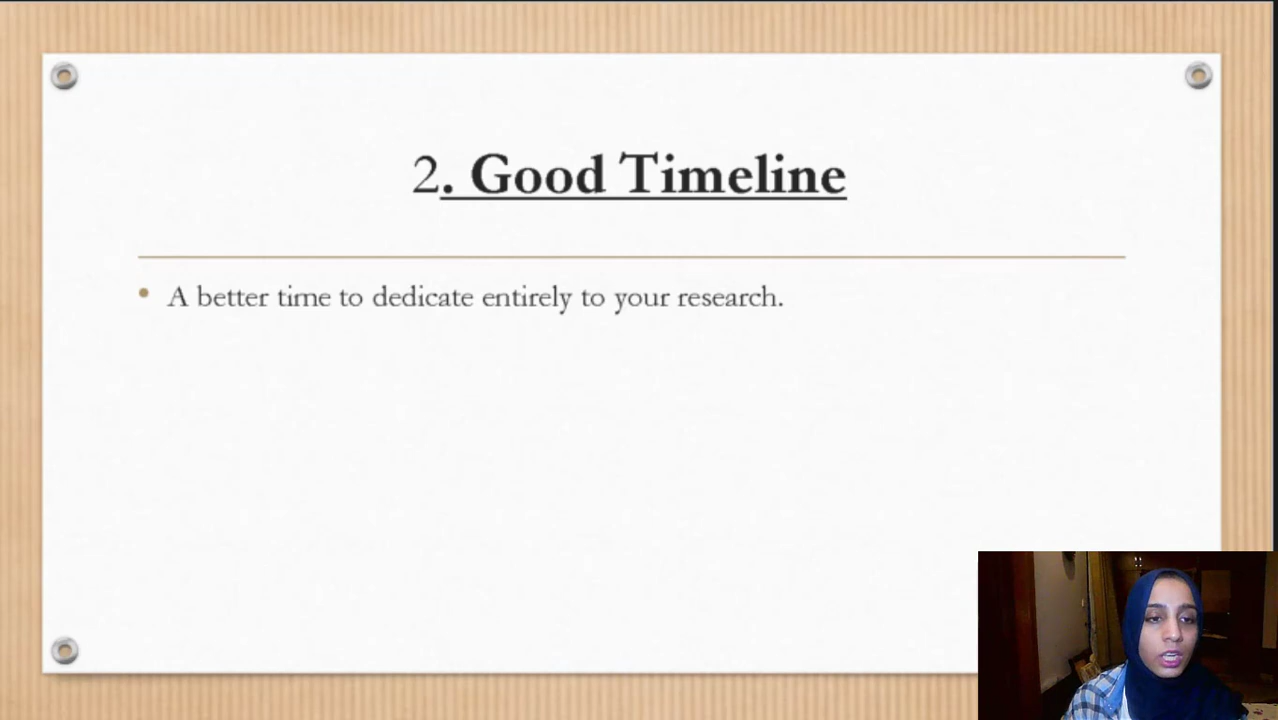 2. Good Timeline
• A better time to dedicate entirely to your research.